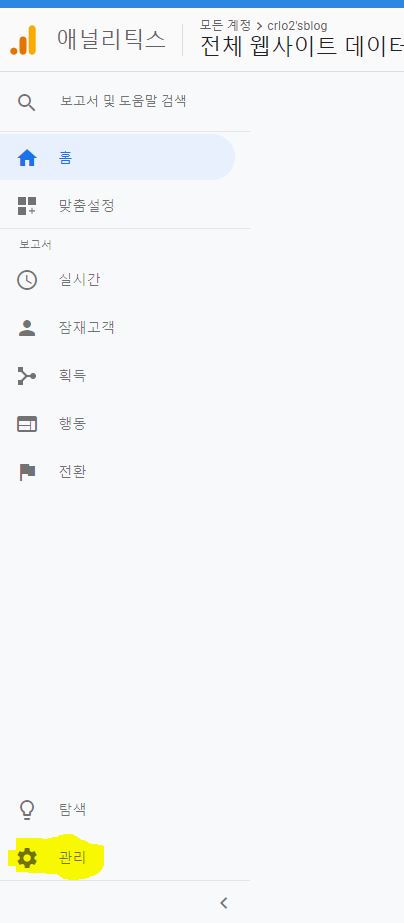 애널리틱스
모든 계정 > crlo2'sblog
전체 웹사이트 데이터
보고서 및 도움말 검색
홈
맞춤설정
보고서
실시간
잠재고객
획득
행동
전환
탐색
관리